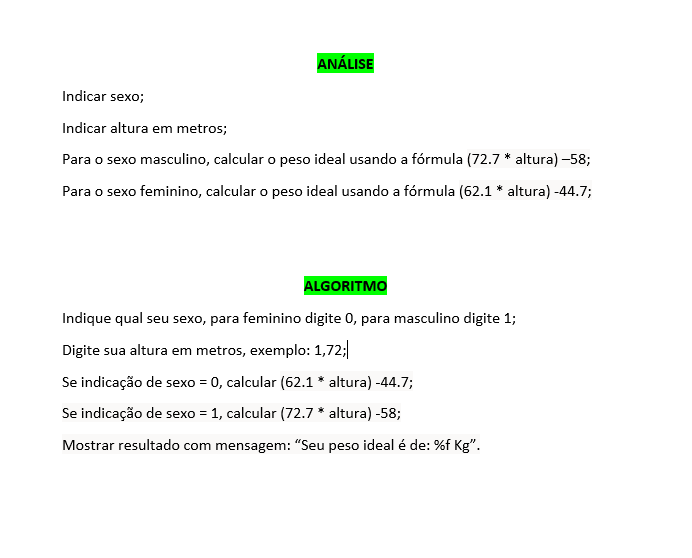 ANÁLISE
Indicar sexo;
Indicar altura em metros;
Para o sexo masculino, calcular o peso ideal usando a fórmula (72.7 * altura) –58;
Para o sexo feminino, calcular o peso ideal usando a fórmula (62.1 * altura) -44.7;
ALGORITMO
Indique qual seu sexo, para feminino digite 0, para masculino digite 1;
Digite sua altura em metros, exemplo: 1,72;
Se indicação de sexo = 0, calcular (62.1 * altura) -44.7;
Se indicação de sexo = 1, calcular (72.7 * altura) -58;
Mostrar resultado com mensagem: “Seu peso ideal é de: %f Kg”.